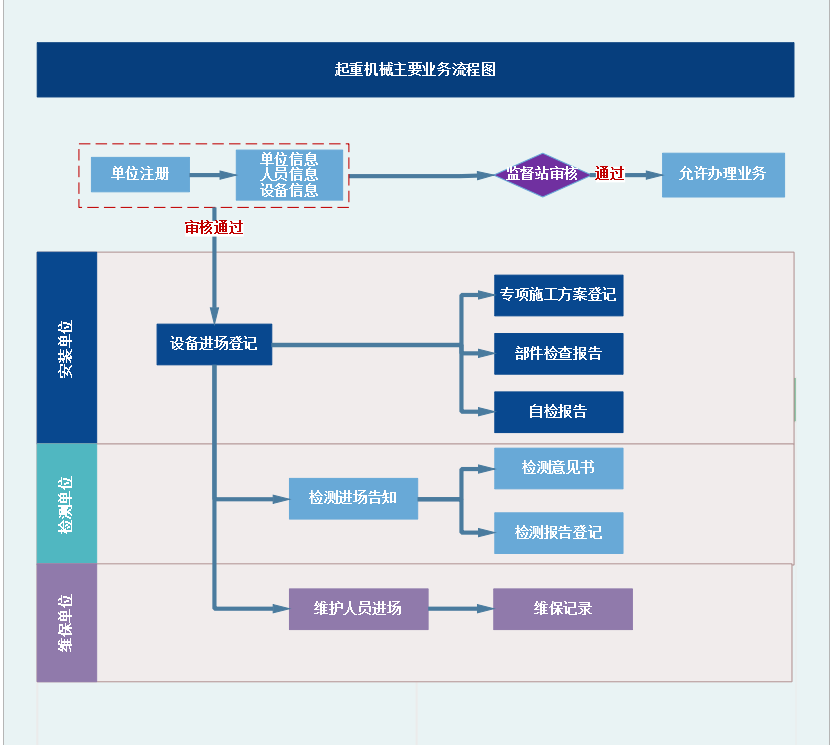 起重机械主要业务流程图
单位注册
单位信息
人员信息
设备信息
监督站审核
通过
允许办理业务
审核通过
安装单位
设备进场登记
专项施工方案登记
部件检查报告
自检报告
检测单位
检测进场告知
检测意见书
检测报告登记
维保单位
维护人员进场
维保记录